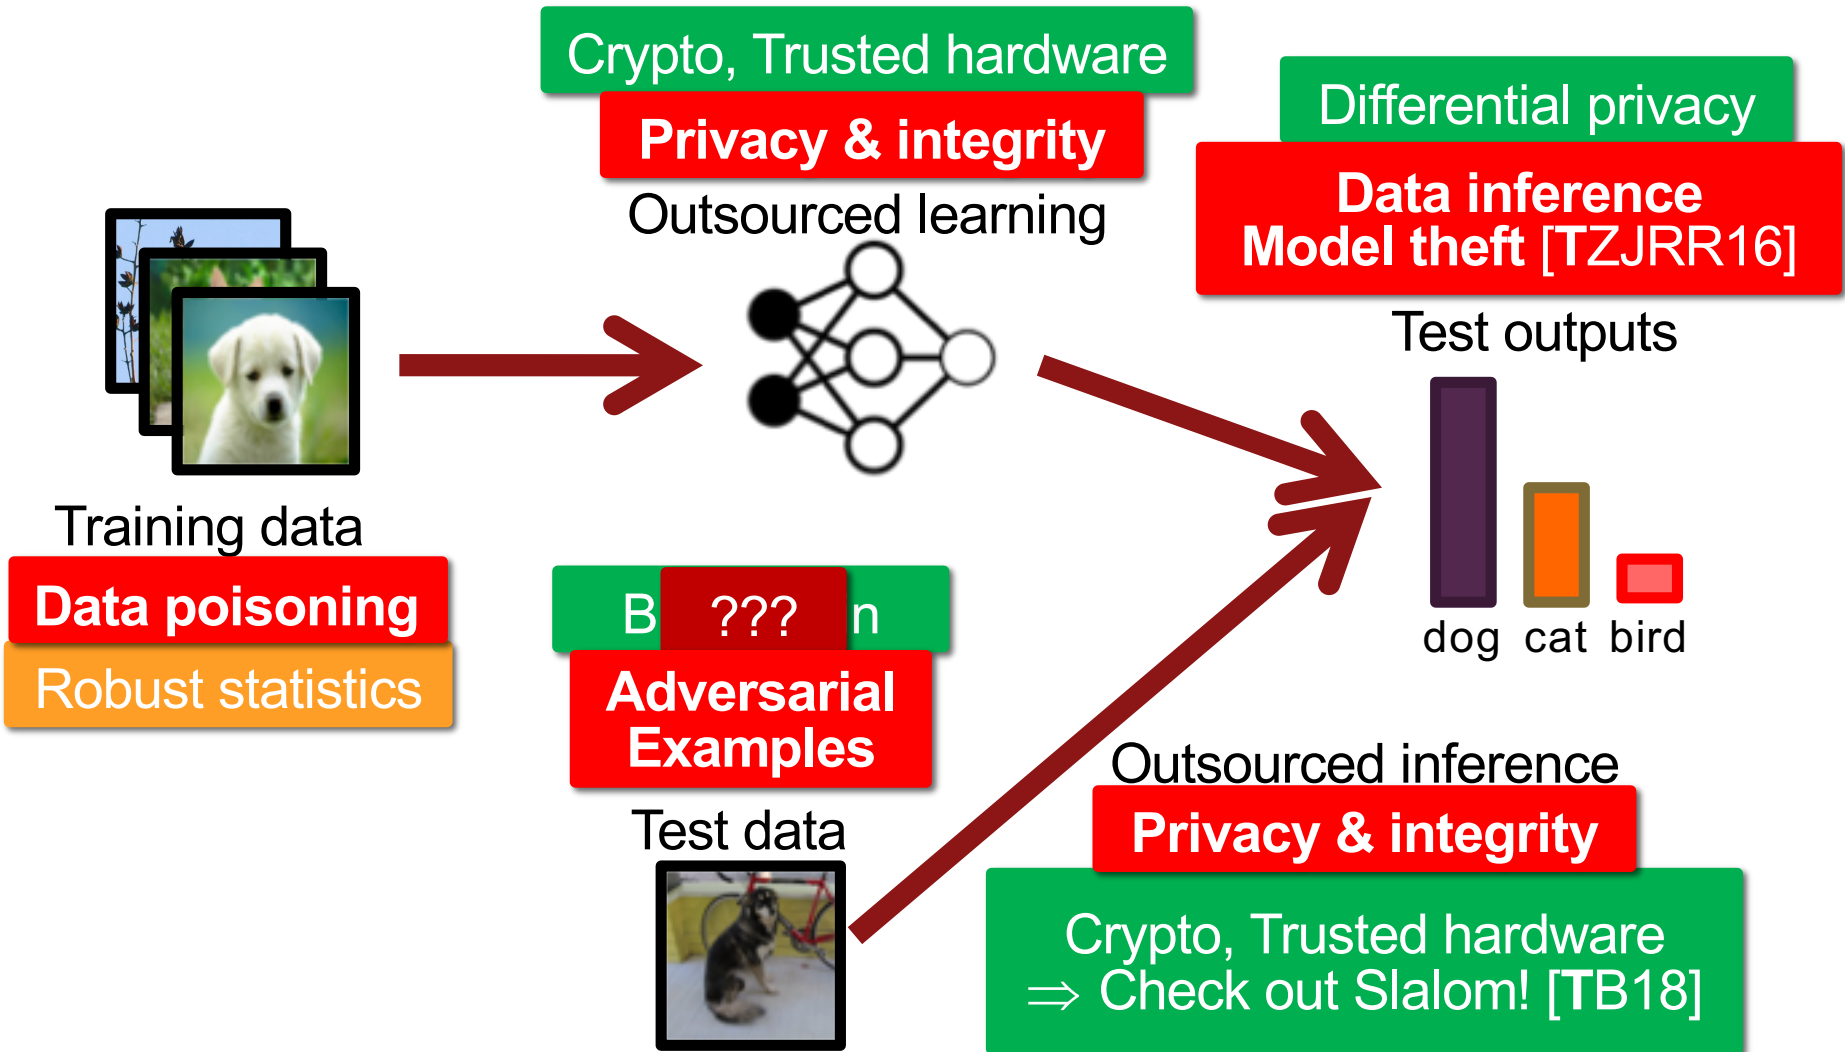 Crypto, Trusted hardware
Privacy & integrity
Outsourced learning
Differential privacy
Data inference
Model theft [TZJRR16]
Test outputs
dog cat bird
Training data
Data poisoning
Robust statistics
B ??? n
Adversarial
Examples
Test data
Outsourced inference
Privacy & integrity
Crypto, Trusted hardware
⇒ Check out Slalom! [TB18]